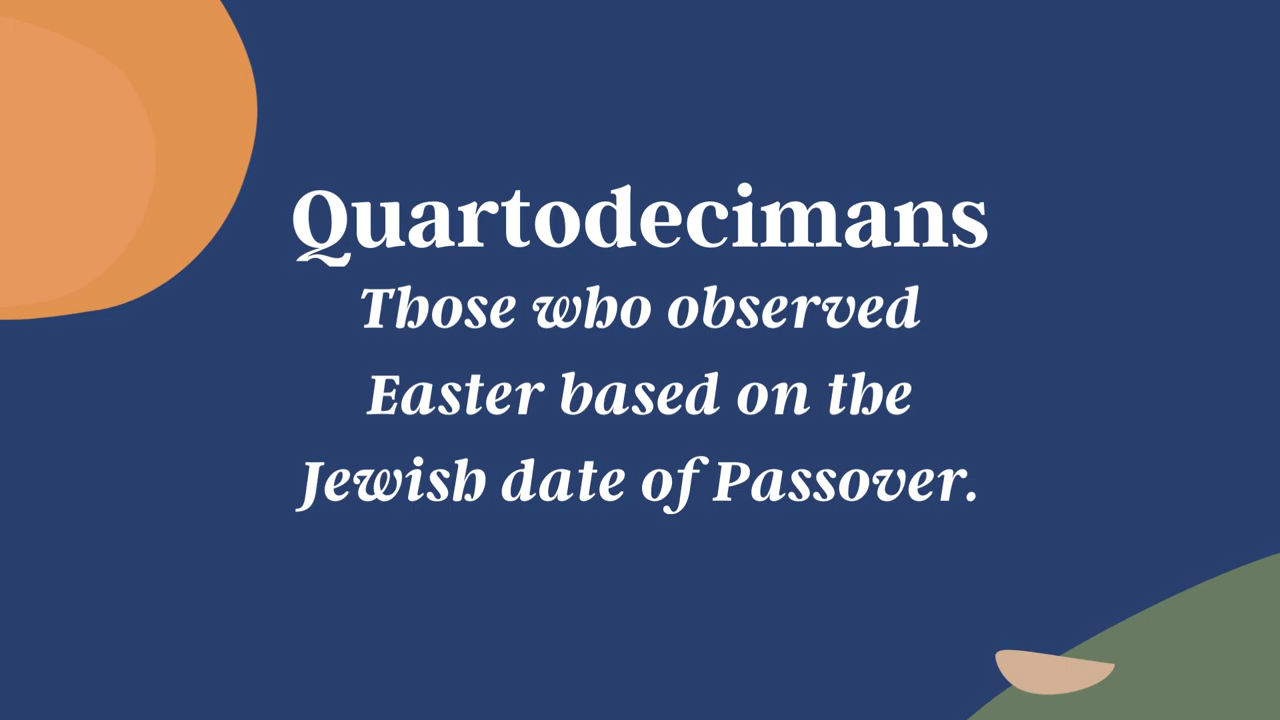 Quartodecimans
Those who observed
Easter based on the
Jewish date of Passover.